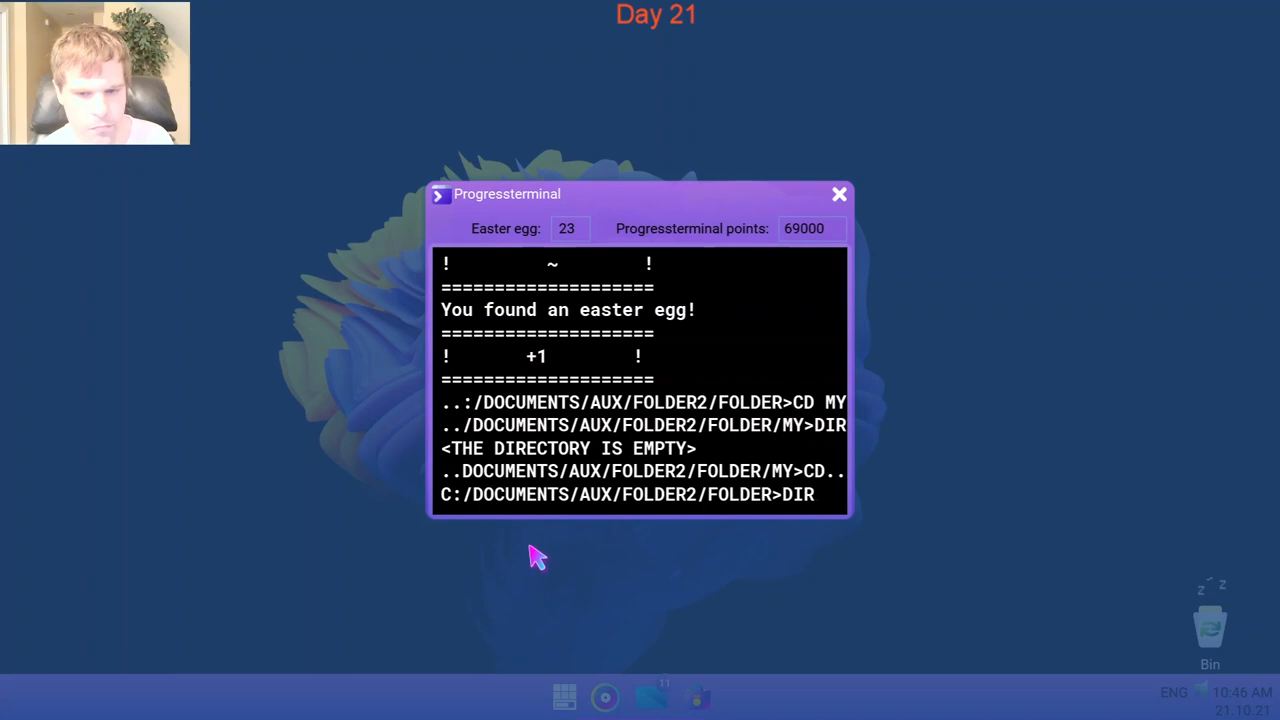 Day 21
Progressterminal
Easter egg: 23 Progressterminal points: 69000
! ~ !
====================
You found an easter egg!
====================
! +1 !
====================
..:/DOCUMENTS/AUX/FOLDER2/FOLDER>CD MY
../DOCUMENTS/AUX/FOLDER2/FOLDER/MY>DIR
<THE DIRECTORY IS EMPTY>
..DOCUMENTS/AUX/FOLDER2/FOLDER/MY>CD..
C:/DOCUMENTS/AUX/FOLDER2/FOLDER>DIR
z z
Bin
11
ENG 10:46 AM
21.10.21